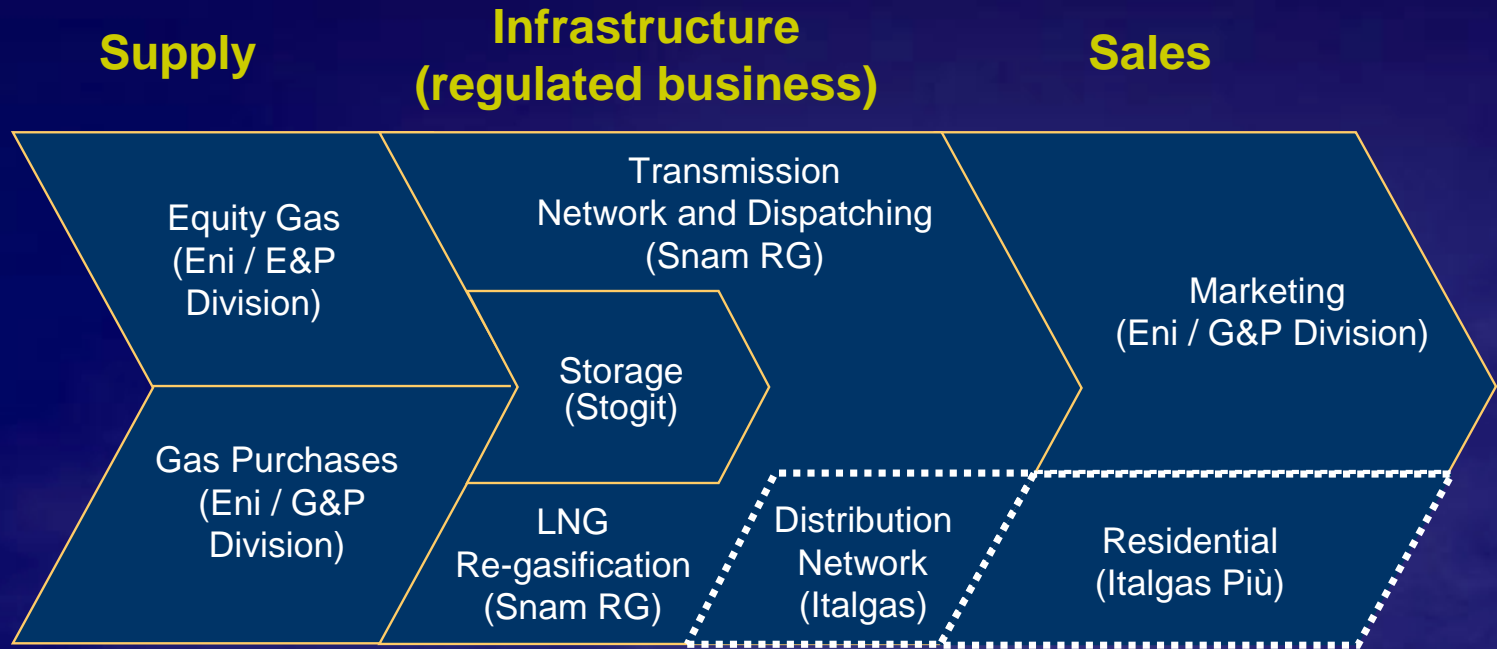 Supply
Infrastructure
(regulated business)
Sales
Equity Gas
(Eni / E&P
Division)
Gas Purchases
(Eni / G&P
Division)
Transmission
Network and Dispatching
(Snam RG)
Storage
(Stogit)
LNG
Re-gasification
(Snam RG)
Distribution
Network
(Italgas)
Marketing
(Eni / G&P Division)
Residential
(Italgas Più)